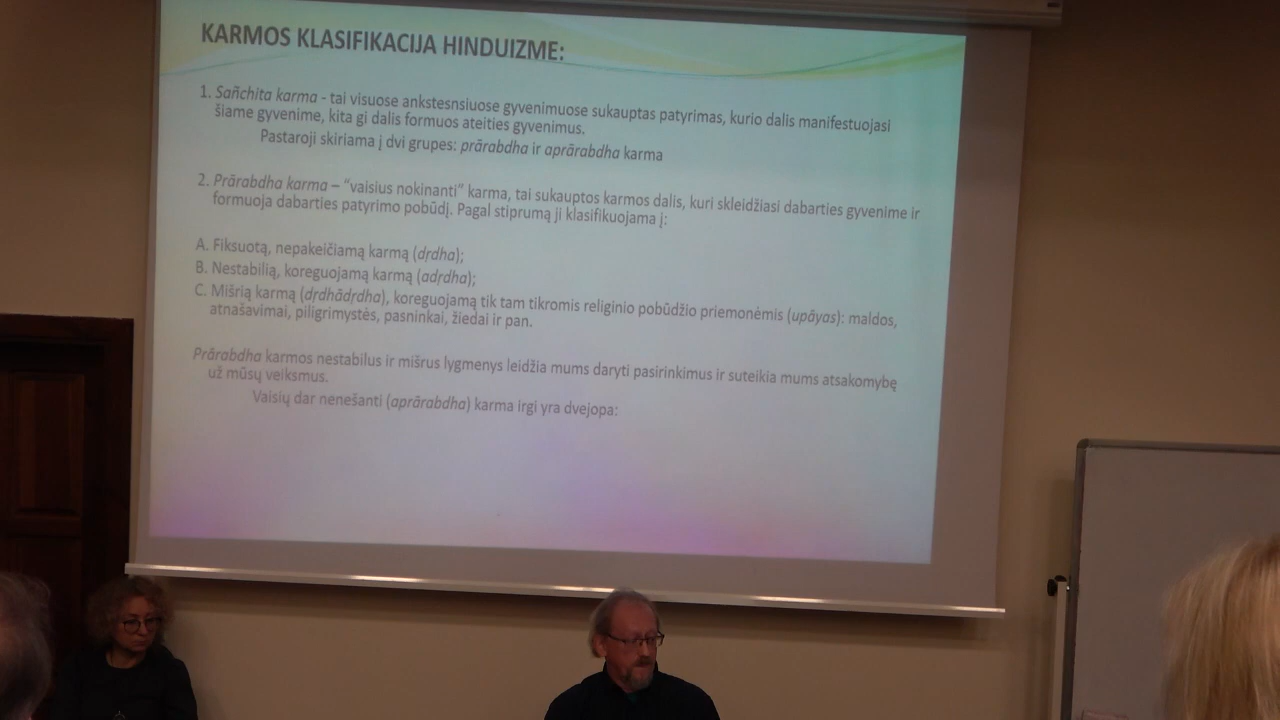 KARMOS KLASIFIKACIJA HINDUIZME:
1. Sañchita karma - tai visuose ankstesnsiuose gyvenimuose sukauptas patyrimas, kurio dalis manifestuojasi
šiame gyvenime, kita gi dalis formuos ateities gyvenimus.
Pastaroji skiriama į dvi grupes: prārabdha ir aprārabdha karma
2. Prārabdha karma – “vaisius nokinanti” karma, tai sukauptos karmos dalis, kuri skleidžiasi dabarties gyvenime ir
formuoja dabarties patyrimo pobūdį. Pagal stiprumą ji klasifikuojama į:
A. Fiksuotą, nepakeičiamą karmą (dṛdha);
B. Nestabilią, koreguojamą karmą (adṛdha);
C. Mišrią karmą (dṛdhādṛdha), koreguojamą tik tam tikromis religinio pobūdžio priemonėmis (upāyas): maldos,
atnašavimai, piligrimystės, pasninkai, žiedai ir pan.
Prārabdha karmos nestabilus ir mišrus lygmenys leidžia mums daryti pasirinkimus ir suteikia mums atsakomybę
už mūsų veiksmus.
Vaisių dar nenešanti (aprārabdha) karma irgi yra dvejopa: